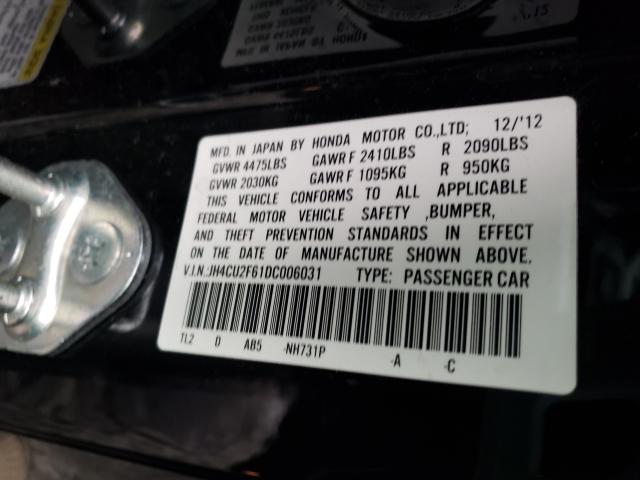 MFD. IN JAPAN BY HONDA MOTOR CO.,LTD; 12/'12
GVWR 4475LBS GAWR F 2410LBS R 2090LBS
GVWR 2030KG GAWR F 1095KG R 950KG
THIS VEHICLE CONFORMS TO ALL APPLICABLE
FEDERAL MOTOR VEHICLE SAFETY ,BUMPER,
AND THEFT PREVENTION STANDARDS IN EFFECT
ON THE DATE OF MANUFACTURE SHOWN ABOVE.
V.I.N.:JH4CU2F61DC006031 TYPE: PASSENGER CAR
TL2 D AB5 -NH731P -A -C